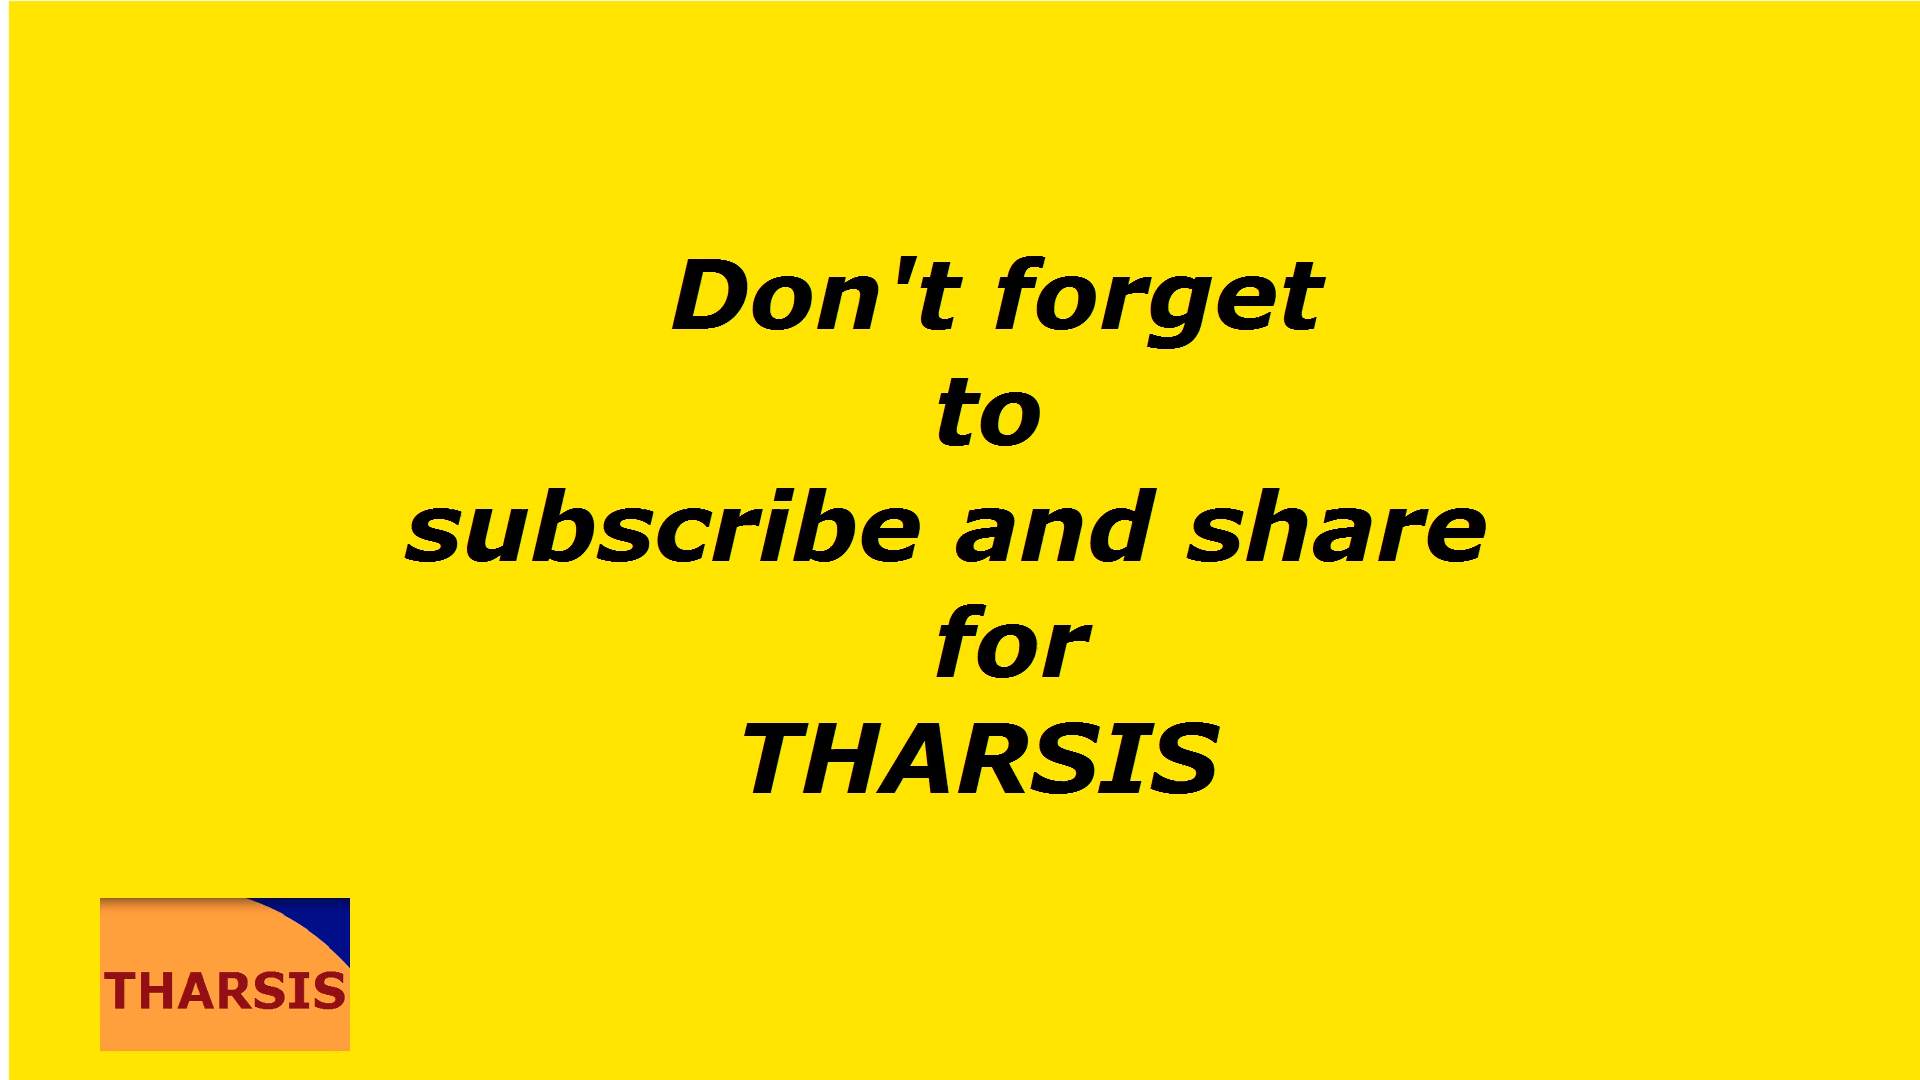 Don't forget
to
subscribe and share
for
THARSIS
THARSIS